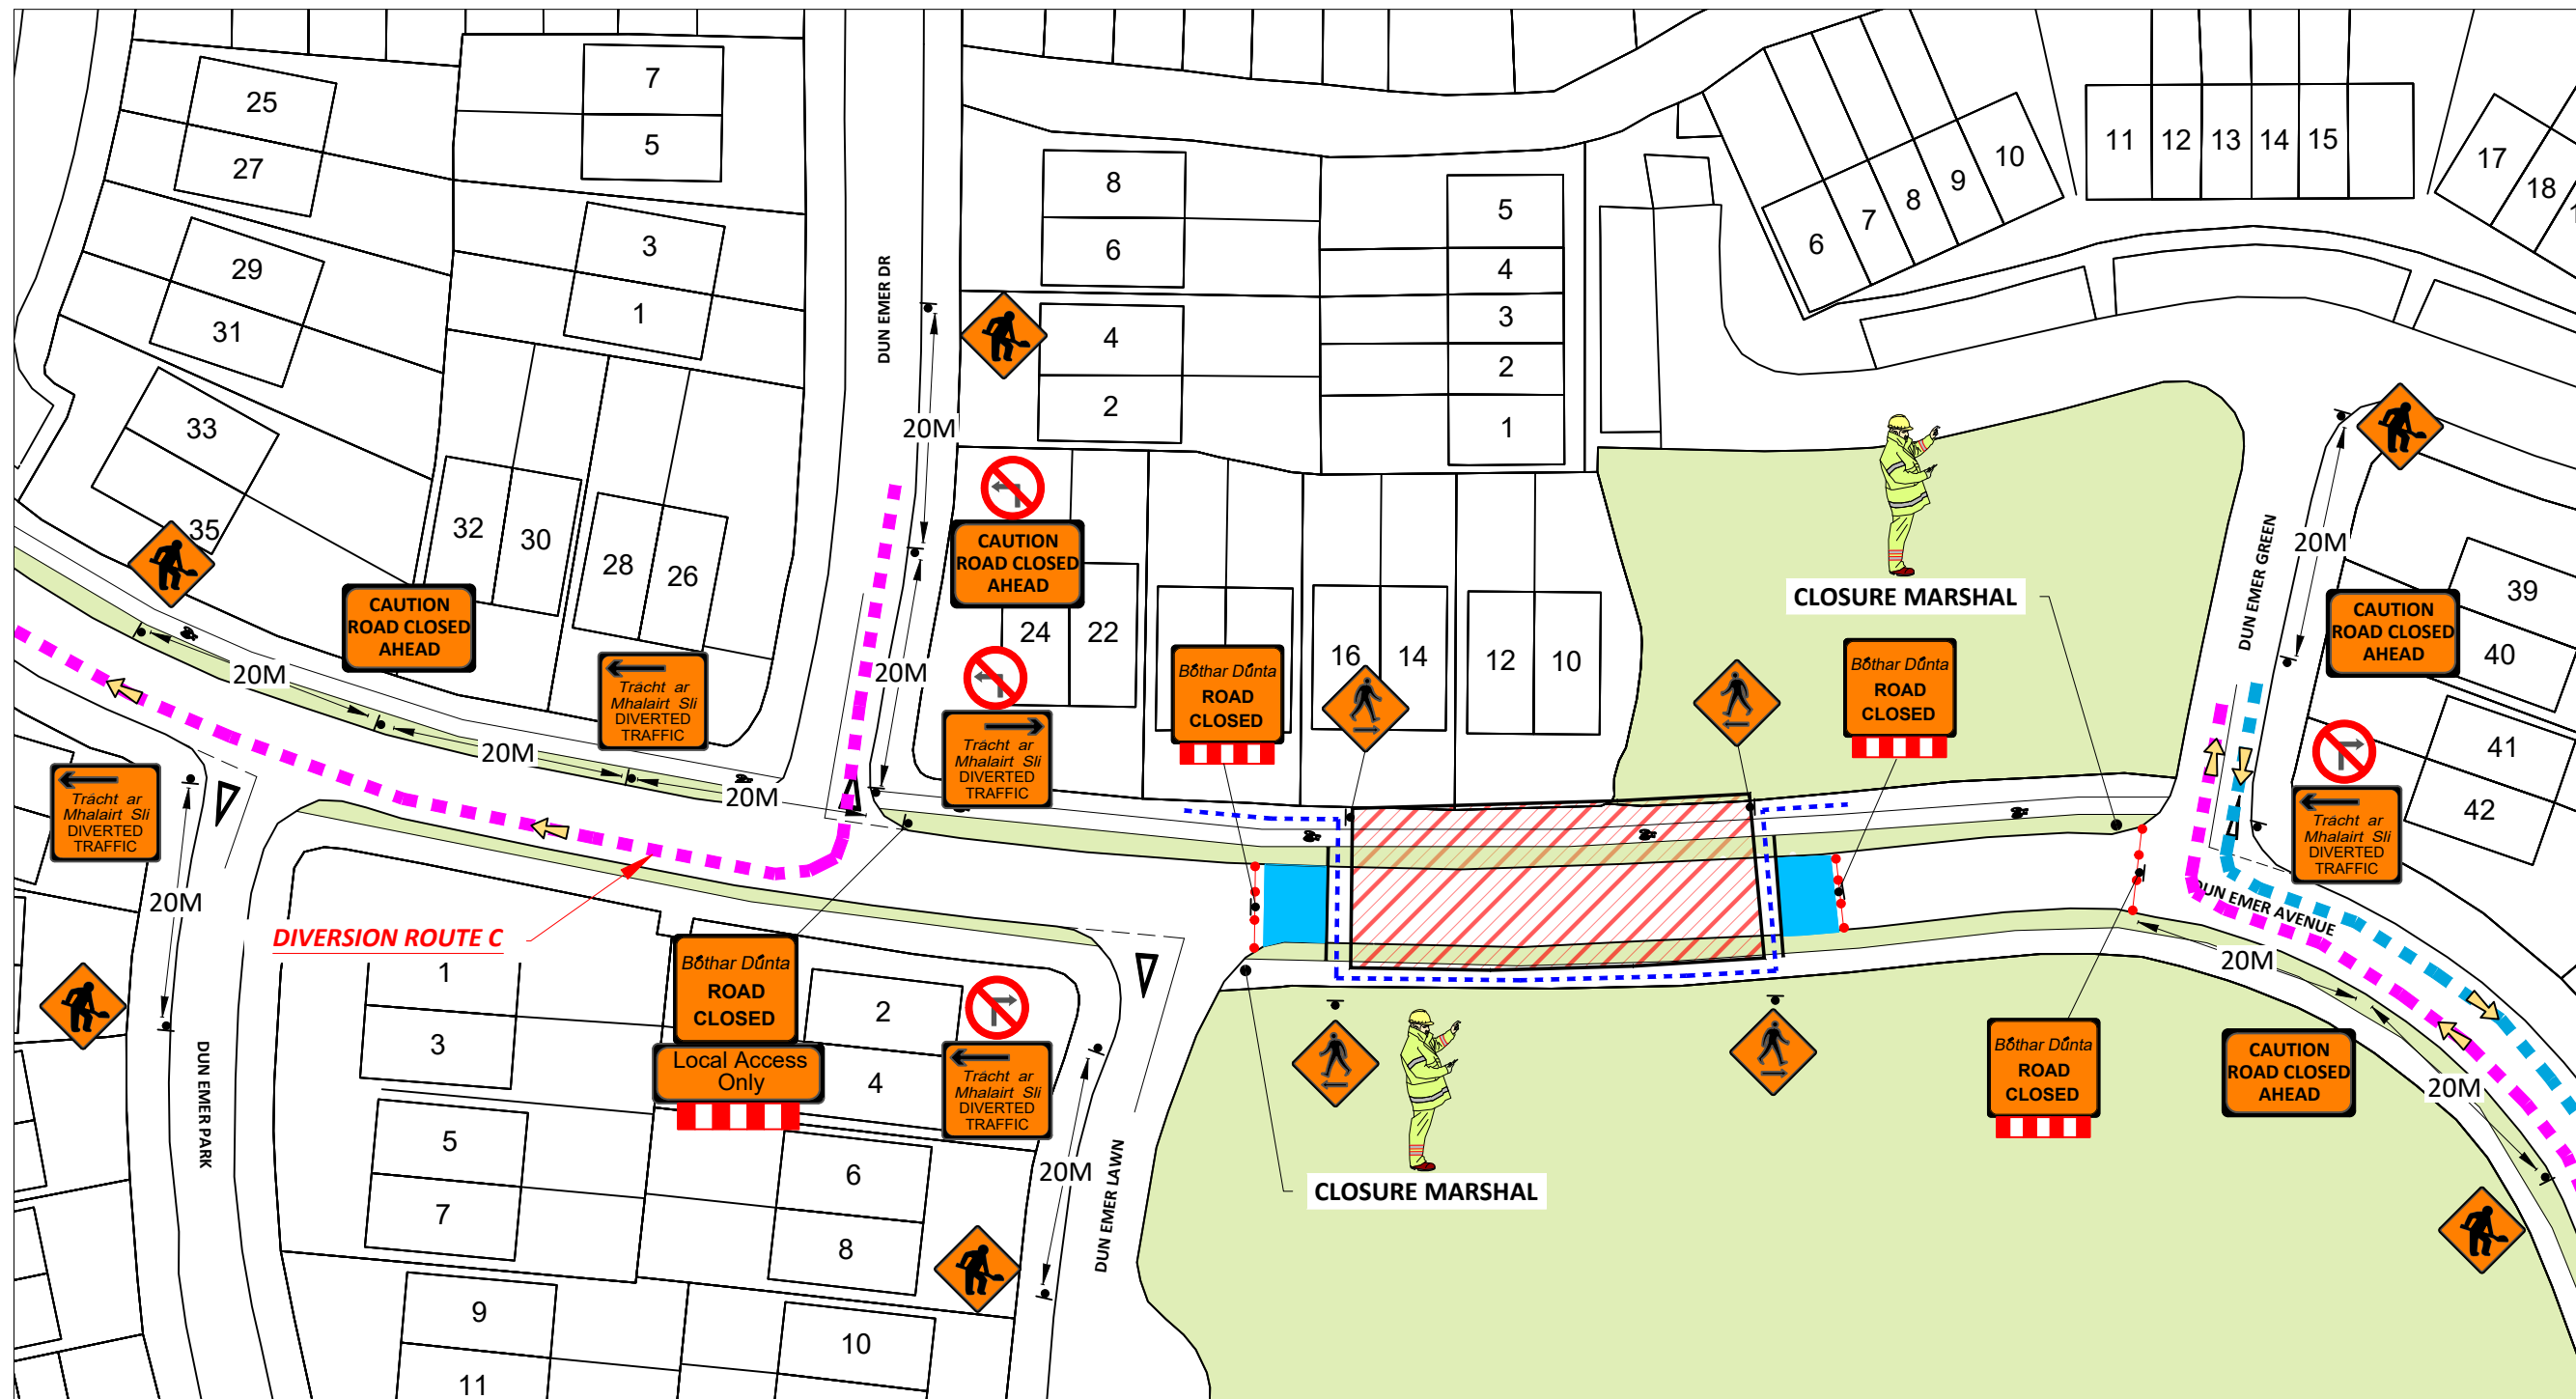 25
27
29
31
33
35
7
5
3
1
32
30
28
26
DUN EMER DR
8
6
4
2
5
4
3
2
1
6
7
8
9
10
11
12
13
14
15
17
18
20M
20M
CAUTION
ROAD CLOSED
AHEAD
24
22
16
14
12
10
Bóthar Dúnta
ROAD
CLOSED
Trácht ar
Mhalairt Slí
DIVERTED
TRAFFIC
CAUTION
ROAD CLOSED
AHEAD
Trácht ar
Mhalairt Slí
DIVERTED
TRAFFIC
20M
20M
20M
CLOSURE MARSHAL
Bóthar Dúnta
ROAD
CLOSED
DUN EMER GREEN
20M
CAUTION
ROAD CLOSED
AHEAD
39
40
41
42
Trácht ar
Mhalairt Slí
DIVERTED
TRAFFIC
DUN EMER AVENUE
20M
20M
Trácht ar
Mhalairt Slí
DIVERTED
TRAFFIC
20M
DUN EMER PARK
DIVERSION ROUTE C
1
3
5
7
9
11
Bóthar Dúnta
ROAD
CLOSED
Local Access
Only
2
4
6
8
10
Trácht ar
Mhalairt Slí
DIVERTED
TRAFFIC
20M
DUN EMER LAWN
CLOSURE MARSHAL
Bóthar Dúnta
ROAD
CLOSED
CAUTION
ROAD CLOSED
AHEAD